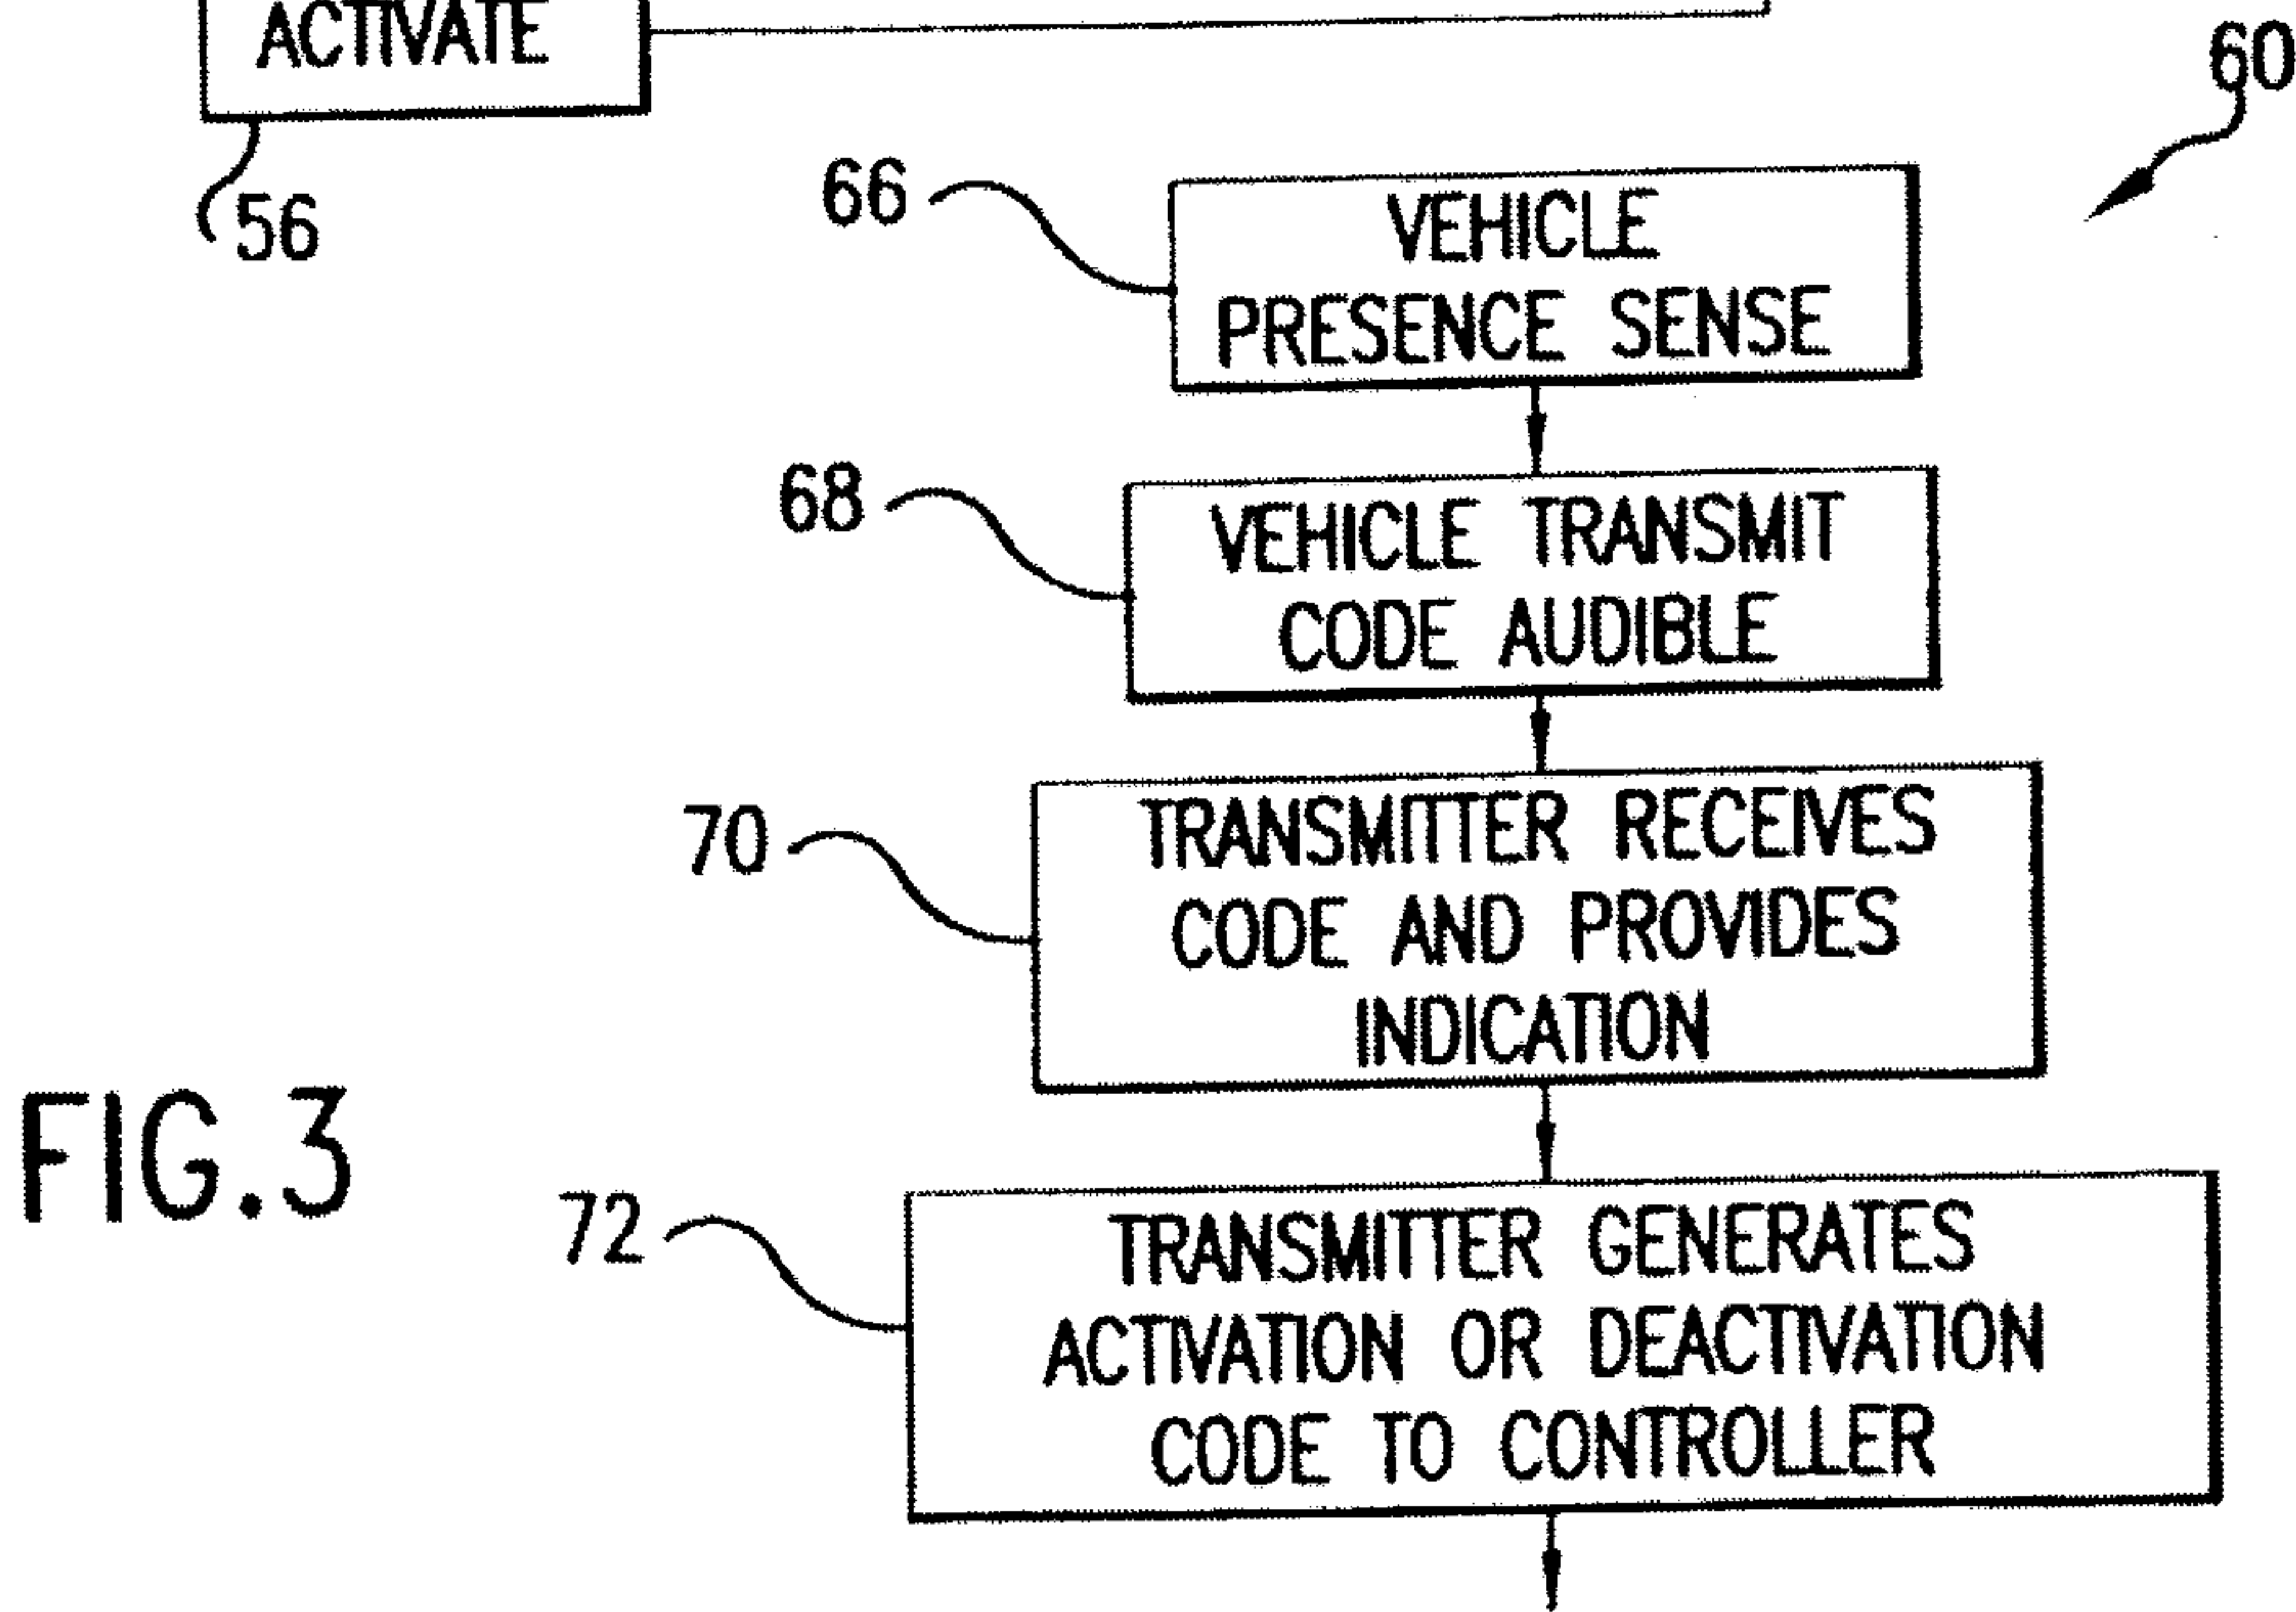 ACTIVATE
56
60
66
VEHICLE
PRESENCE SENSE
68
VEHICLE TRANSMIT
CODE AUDIBLE
70
TRANSMITTER RECEIVES
CODE AND PROVIDES
INDICATION
FIG.3
72
TRANSMITTER GENERATES
ACTIVATION OR DEACTIVATION
CODE TO CONTROLLER